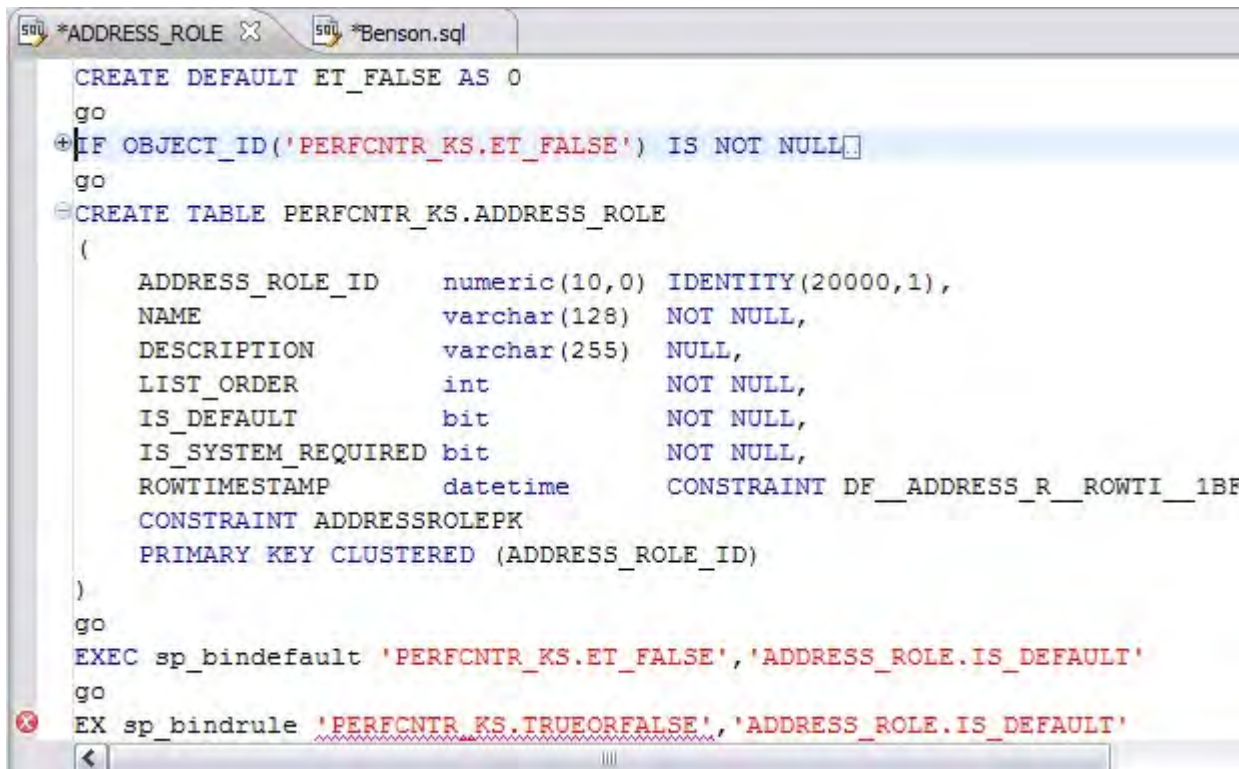 *ADDRESS_ROLE *Benson.sql
CREATE DEFAULT ET_FALSE AS 0
go
IF OBJECT_ID('PERFCNTR_KS.ET_FALSE') IS NOT NULL
go
CREATE TABLE PERFCNTR_KS.ADDRESS_ROLE
(
ADDRESS_ROLE_ID numeric(10,0) IDENTITY(20000,1),
NAME varchar(128) NOT NULL,
DESCRIPTION varchar(255) NULL,
LIST_ORDER int NOT NULL,
IS_DEFAULT bit NOT NULL,
IS_SYSTEM_REQUIRED bit NOT NULL,
ROWTIMESTAMP datetime CONSTRAINT DF__ADDRESS_R__ROWTI__1BF
CONSTRAINT ADDRESSROLEPK
PRIMARY KEY CLUSTERED (ADDRESS_ROLE_ID)
)
go
EXEC sp_bindefault 'PERFCNTR_KS.ET_FALSE','ADDRESS_ROLE.IS_DEFAULT'
go
EX sp_bindrule 'PERFCNTR_KS.TRUEORFALSE','ADDRESS_ROLE.IS_DEFAULT'